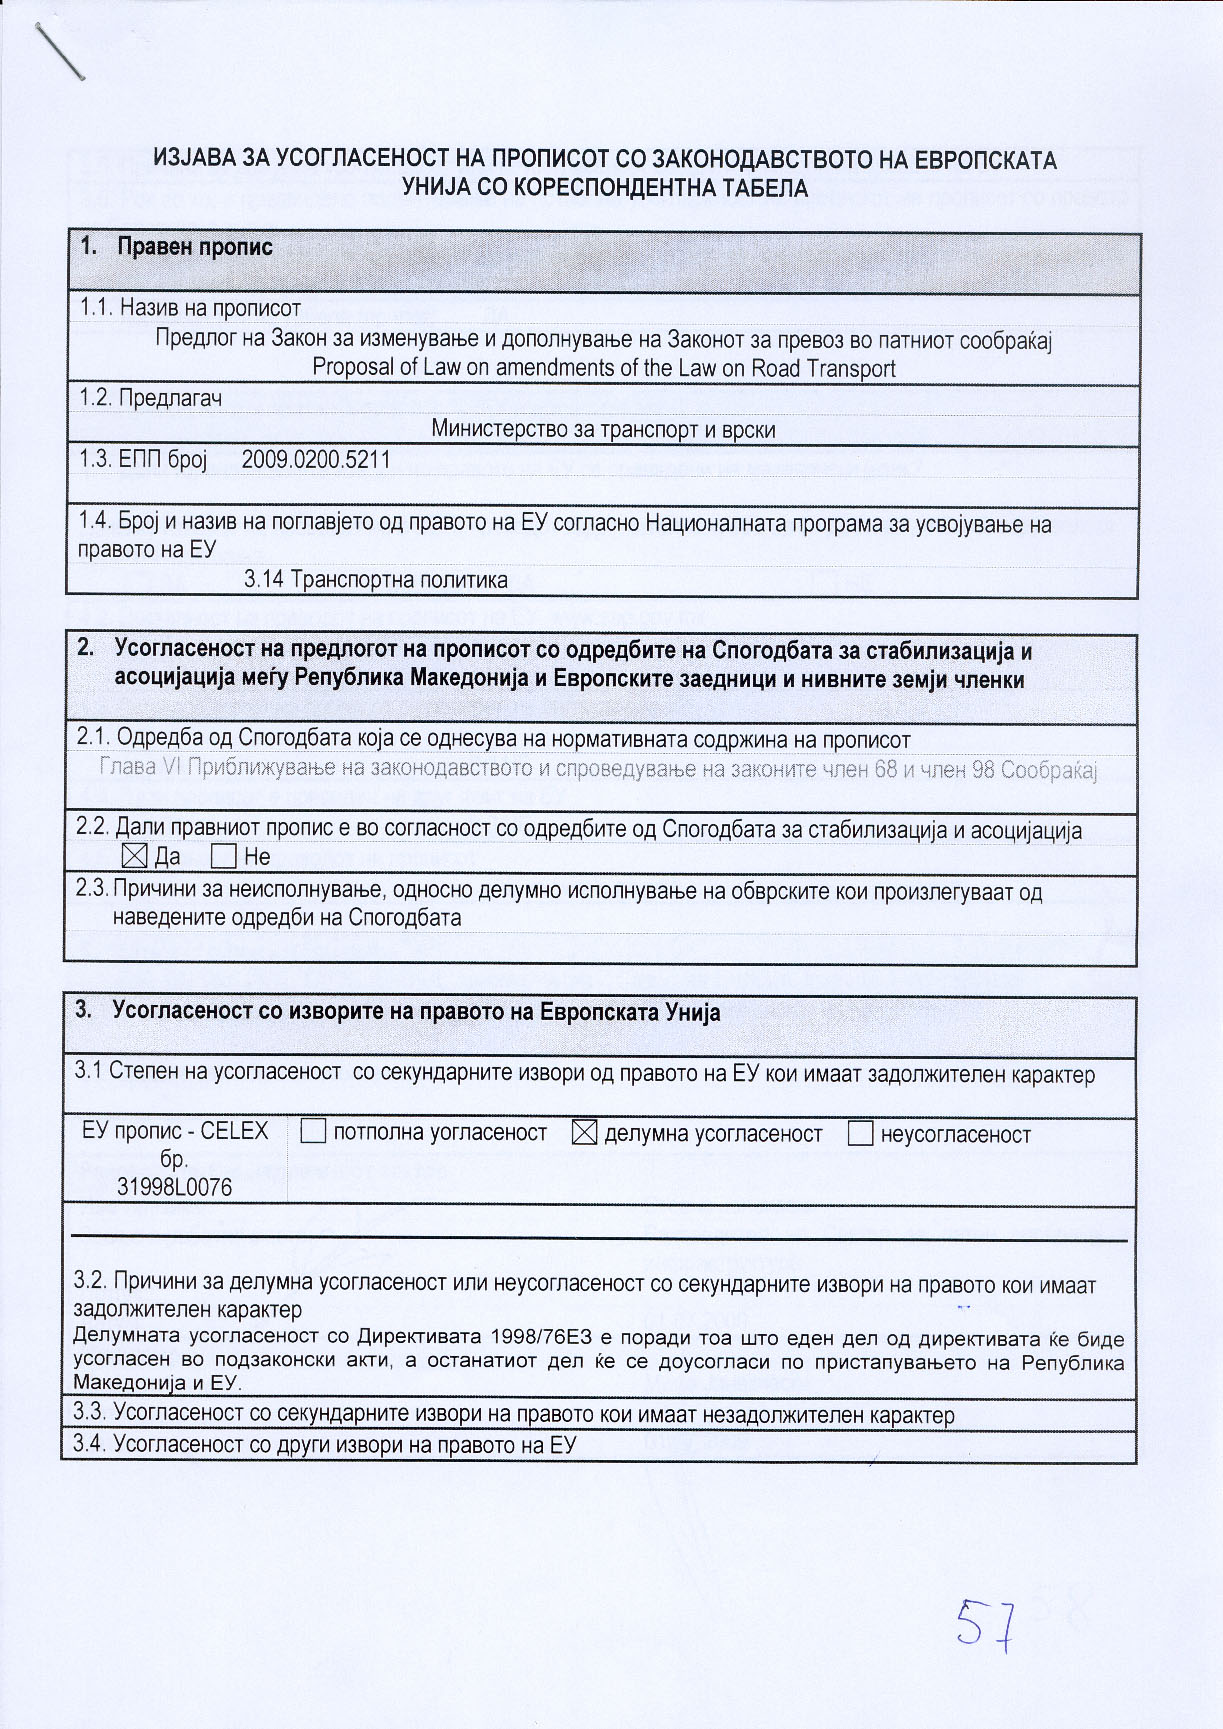 ИЗЈАВА ЗА УСОГЛАСЕНОСТ НА ПРОПИСОТ СО ЗАКОНОДАВСТВОТО НА ЕВРОПСКАТА
УНИЈА СО КОРЕСПОНДЕНТНА ТАБЕЛА
1. Правен пропис
1.1. Назив на прописот
Предлог на Закон за изменување и дополнување на Законот за превоз во патниот сообраќај
Proposal of Law on amendments of the Law on Road Transport
1.2. Предлагач
Министерство за транспорт и врски
1.3. ЕПП број 2009.0200.5211
1.4. Број и назив на поглавјето од правото на ЕУ согласно Националната програма за усвојување на
правото на ЕУ
3.14 Транспортна политика
2. Усогласеност на предлогот на прописот со одредбите на Спогодбата за стабилизација и
асоцијација меѓу Република Македонија и Европските заедници и нивните земји членки
2.1. Одредба од Спогодбата која се однесува на нормативната содржина на прописот
Глава VI Приближување на законодавството и спроведување на законите член 68 и член 98 Сообраќај
2.2. Дали правниот пропис е во согласност со одредбите од Спогодбата за стабилизација и асоцијација
☒ Да ☐ Не
2.3. Причини за неисполнување, односно делумно исполнување на обврските кои произлегуваат од
наведените одредби на Спогодбата
3. Усогласеност со изворите на правото на Европската Унија
3.1 Степен на усогласеност со секундарните извори од правото на ЕУ кои имаат задолжителен карактер
ЕУ пропис - CELEX ☐ потполна уогласеност ☒ делумна усогласеност ☐ неусогласеност
бр.
31998L0076
3.2. Причини за делумна усогласеност или неусогласеност со секундарните извори на правото кои имаат
задолжителен карактер
Делумната усогласеност со Директивата 1998/76ЕЗ е поради тоа што еден дел од директивата ќе биде
усогласен во подзаконски акти, а останатиот дел ќе се доусогласи по пристапувањето на Република
Македонија и ЕУ.
3.3. Усогласеност со секундарните извори на правото кои имаат незадолжителен карактер
3.4. Усогласеност со други извори на правото на ЕУ
57